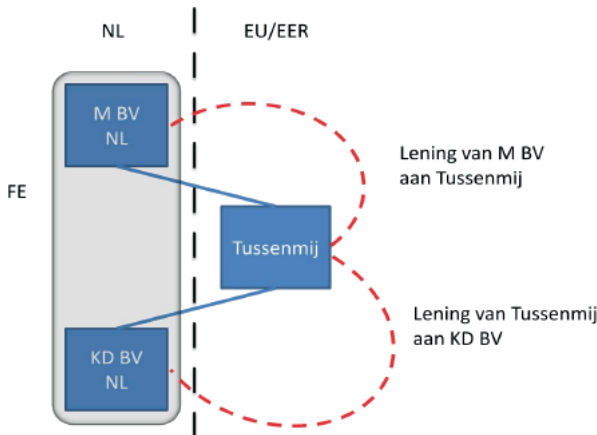 NL
EU/EER
M BV
NL
Lening van M BV
aan Tussenmij
FE
Tussenmij
Lening van Tussenmij
aan KD BV
KD BV
NL